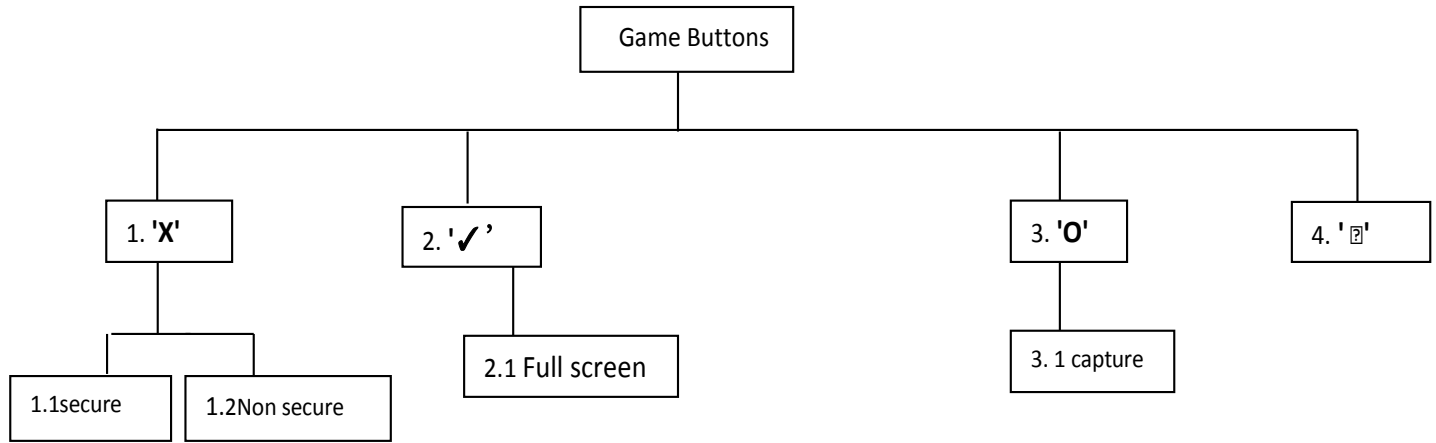 Game Buttons
1. 'X'
2. '✓’
3. 'O'
4. ' ⍰'
1.1secure
1.2Non secure
2.1 Full screen
3. 1 capture